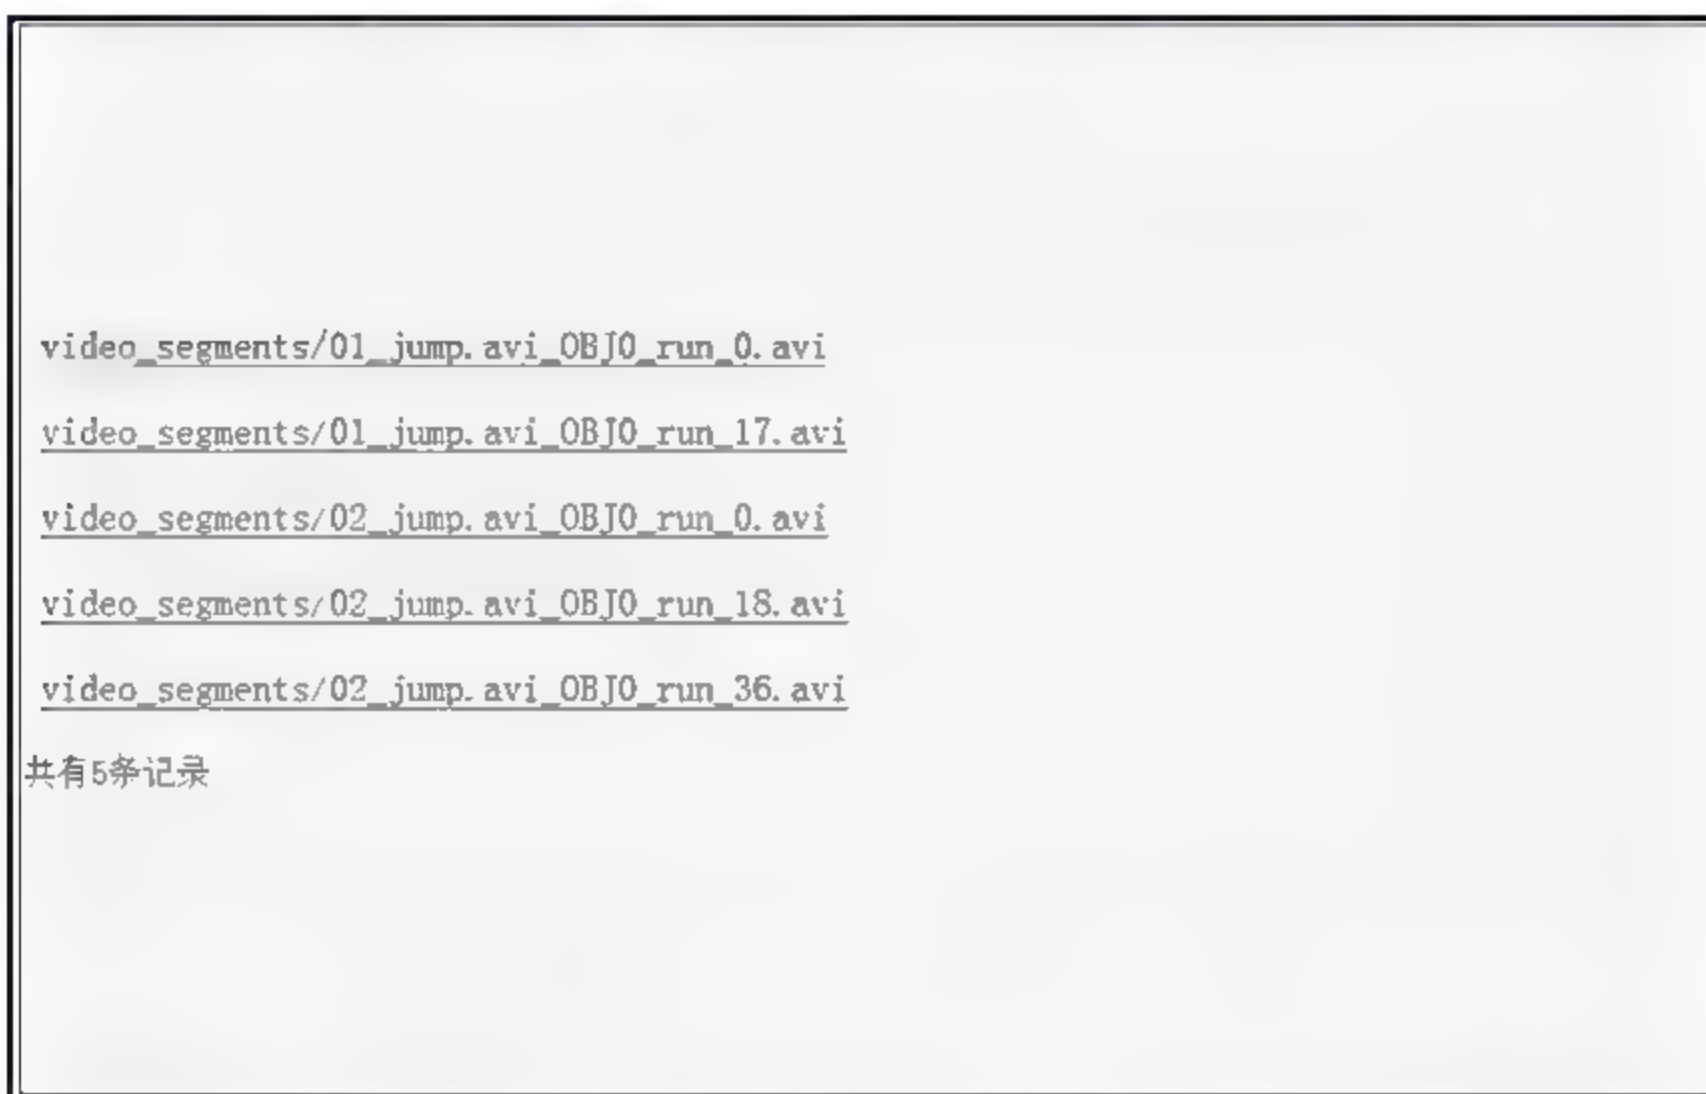 video_segments/01_jump.avi_OBJ0_run_0.avi
video_segments/01_jump.avi_OBJ0_run_17.avi
video_segments/02_jump.avi_OBJ0_run_0.avi
video_segments/02_jump.avi_OBJ0_run_18.avi
video_segments/02_jump.avi_OBJ0_run_36.avi
共有5条记录